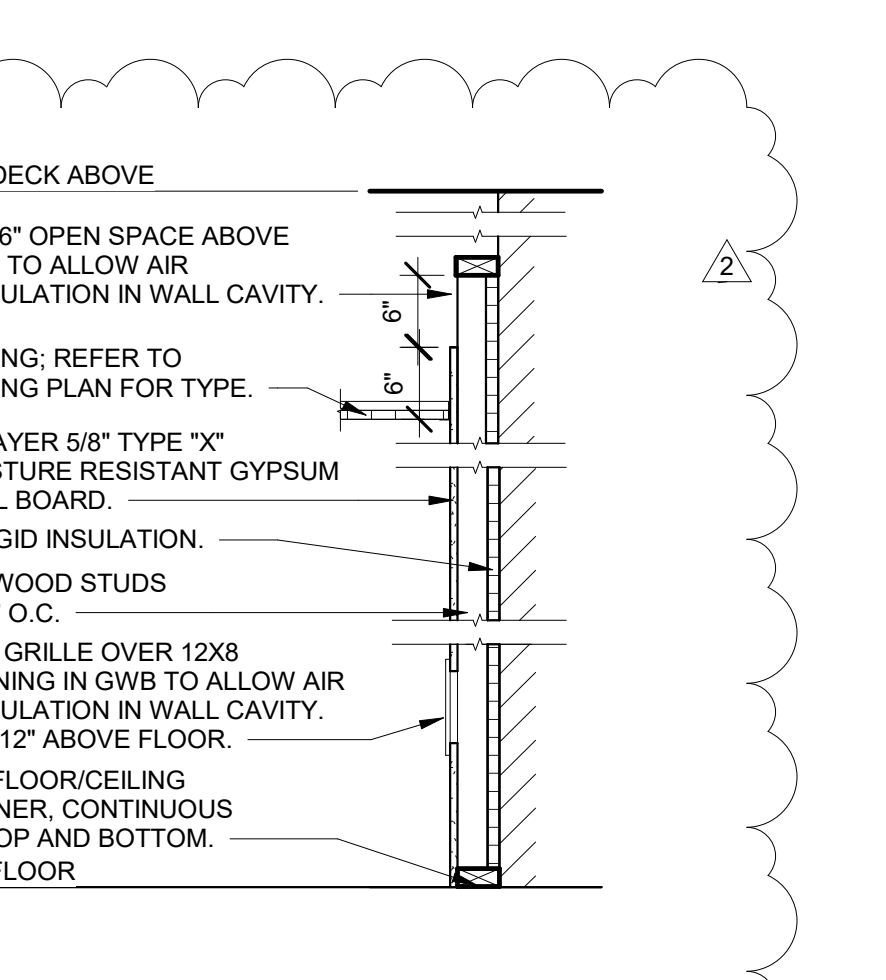 DECK ABOVE
6" OPEN SPACE ABOVE
TO ALLOW AIR
ULATION IN WALL CAVITY.
2
6"
NG; REFER TO
NG PLAN FOR TYPE.
6"
AYER 5/8" TYPE "X"
STURE RESISTANT GYPSUM
L BOARD.
GID INSULATION.
WOOD STUDS
" O.C.
GRILLE OVER 12X8
NING IN GWB TO ALLOW AIR
ULATION IN WALL CAVITY.
12" ABOVE FLOOR.
FLOOR/CEILING
NER, CONTINUOUS
OP AND BOTTOM.
FLOOR